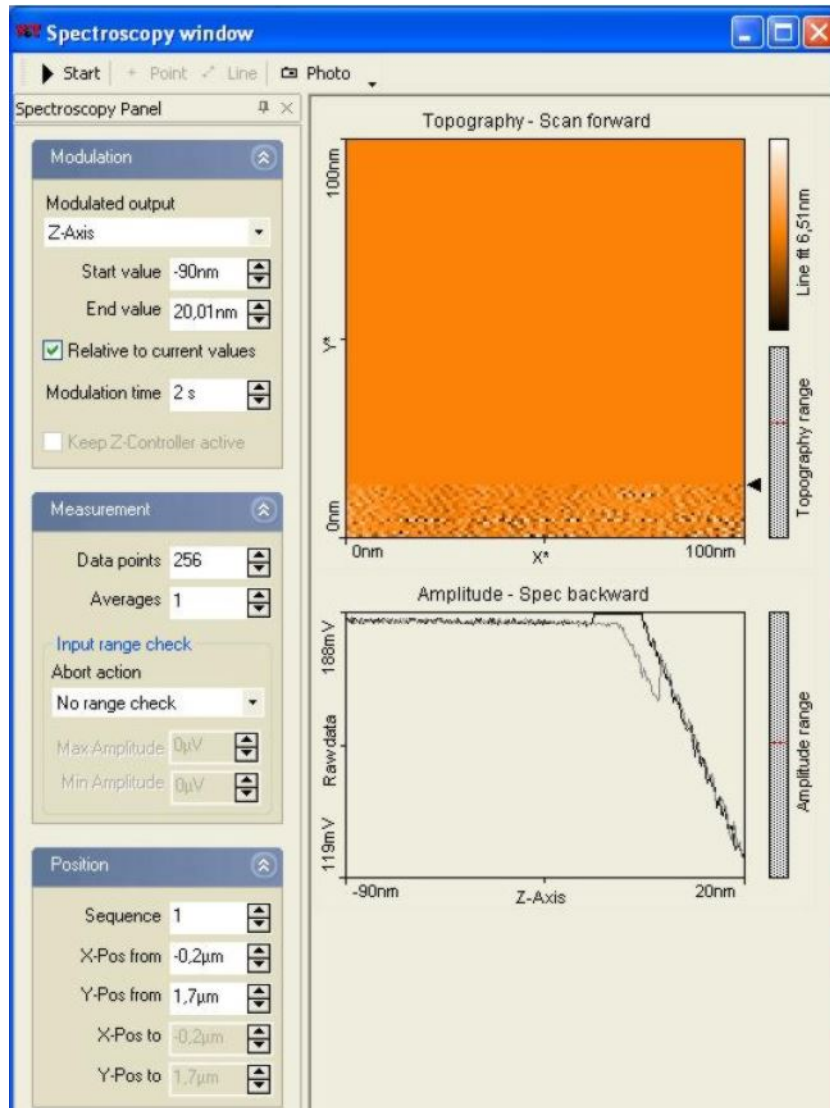 Spectroscopy window
Start + Point Line Photo
Spectroscopy Panel
Modulation
Modulated output
Z-Axis
Start value -90nm
End value 20,01nm
Relative to current values
Modulation time 2 s
Keep Z-Controller active
Measurement
Data points 256
Averages 1
Input range check
Abort action
No range check
Max Amplitude 0µV
Min Amplitude 0µV
Position
Sequence 1
X-Pos from -0,2µm
Y-Pos from 1,7µm
X-Pos to -0,2µm
Y-Pos to 1,7µm
Topography - Scan forward
100nm
Y*
0nm
0nm X* 100nm
Line fit 6,51nm
Topography range
Amplitude - Spec backward
188mV
Rawdata
119mV
-90nm Z-Axis 20nm
Amplitude range